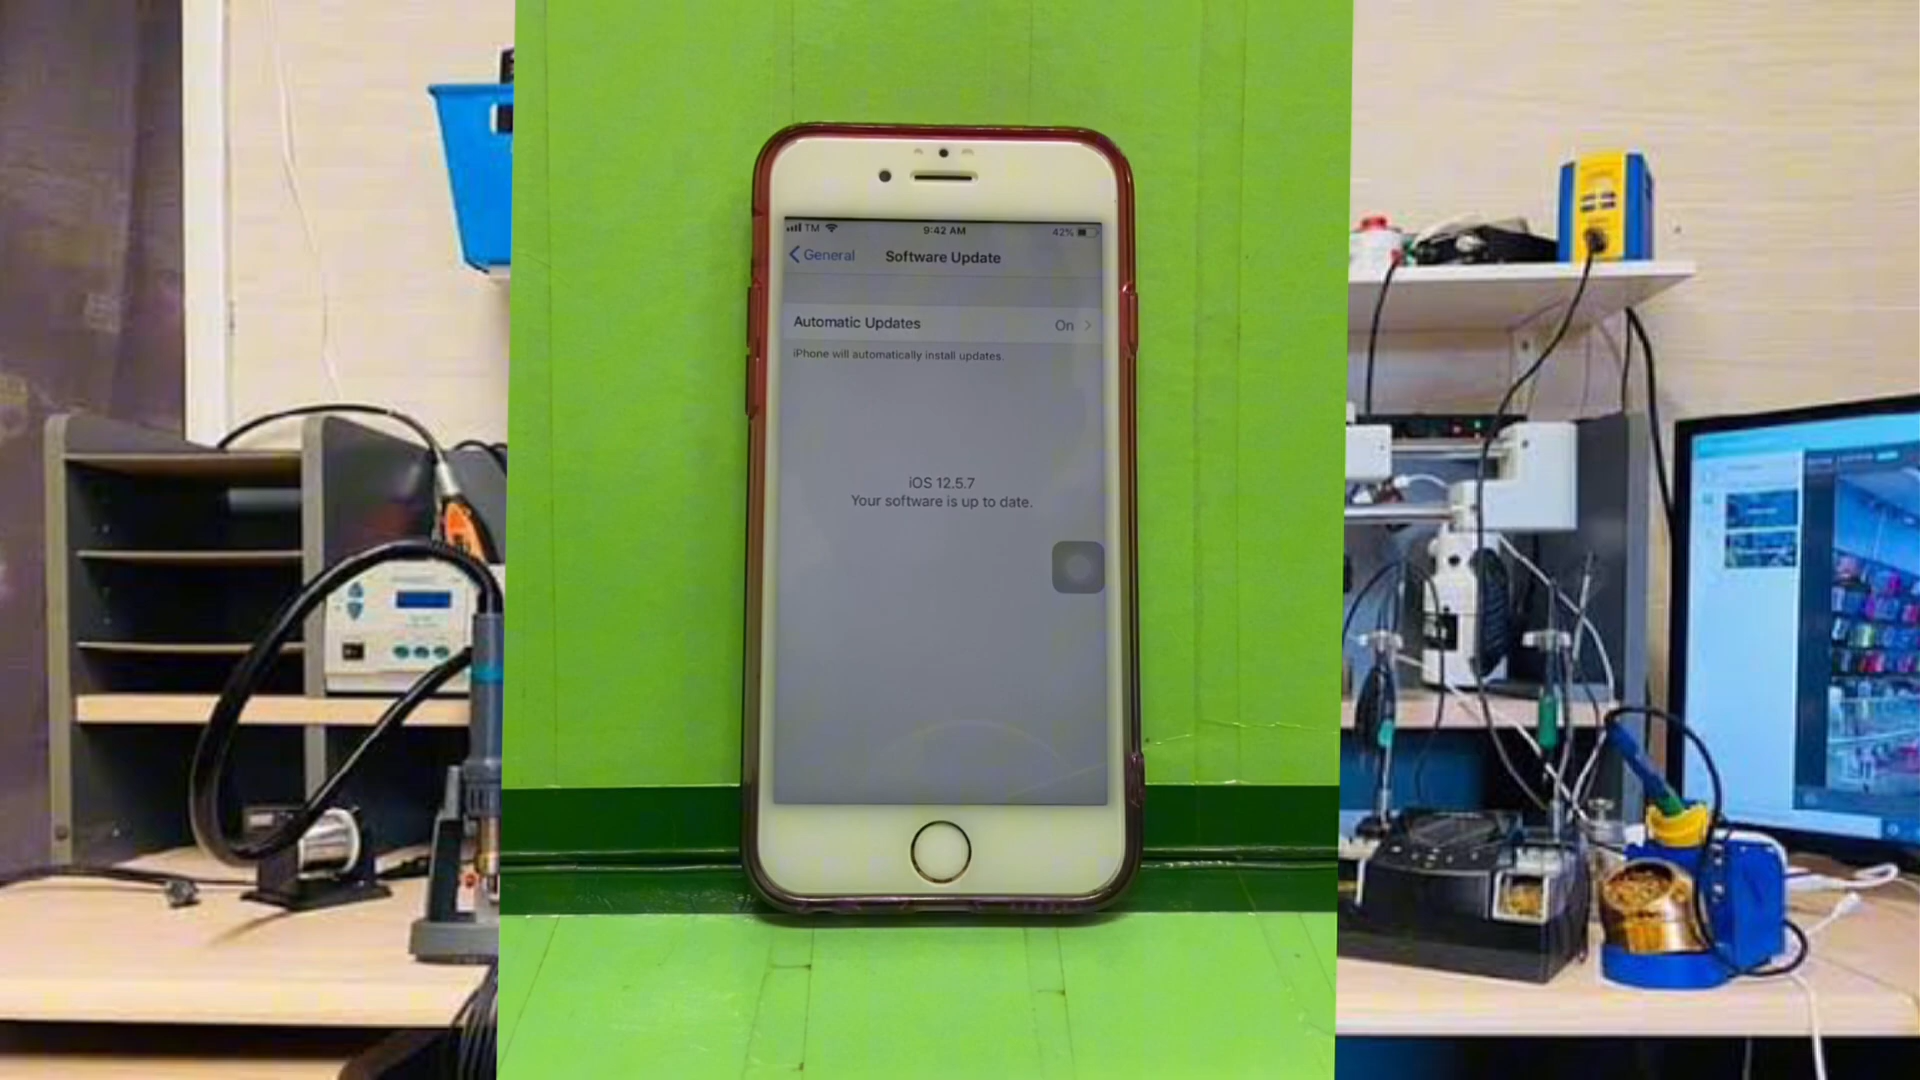 TM 9:42 AM 42%
General Software Update
Automatic Updates On
iPhone will automatically install updates.
iOS 12.5.7
Your software is up to date.